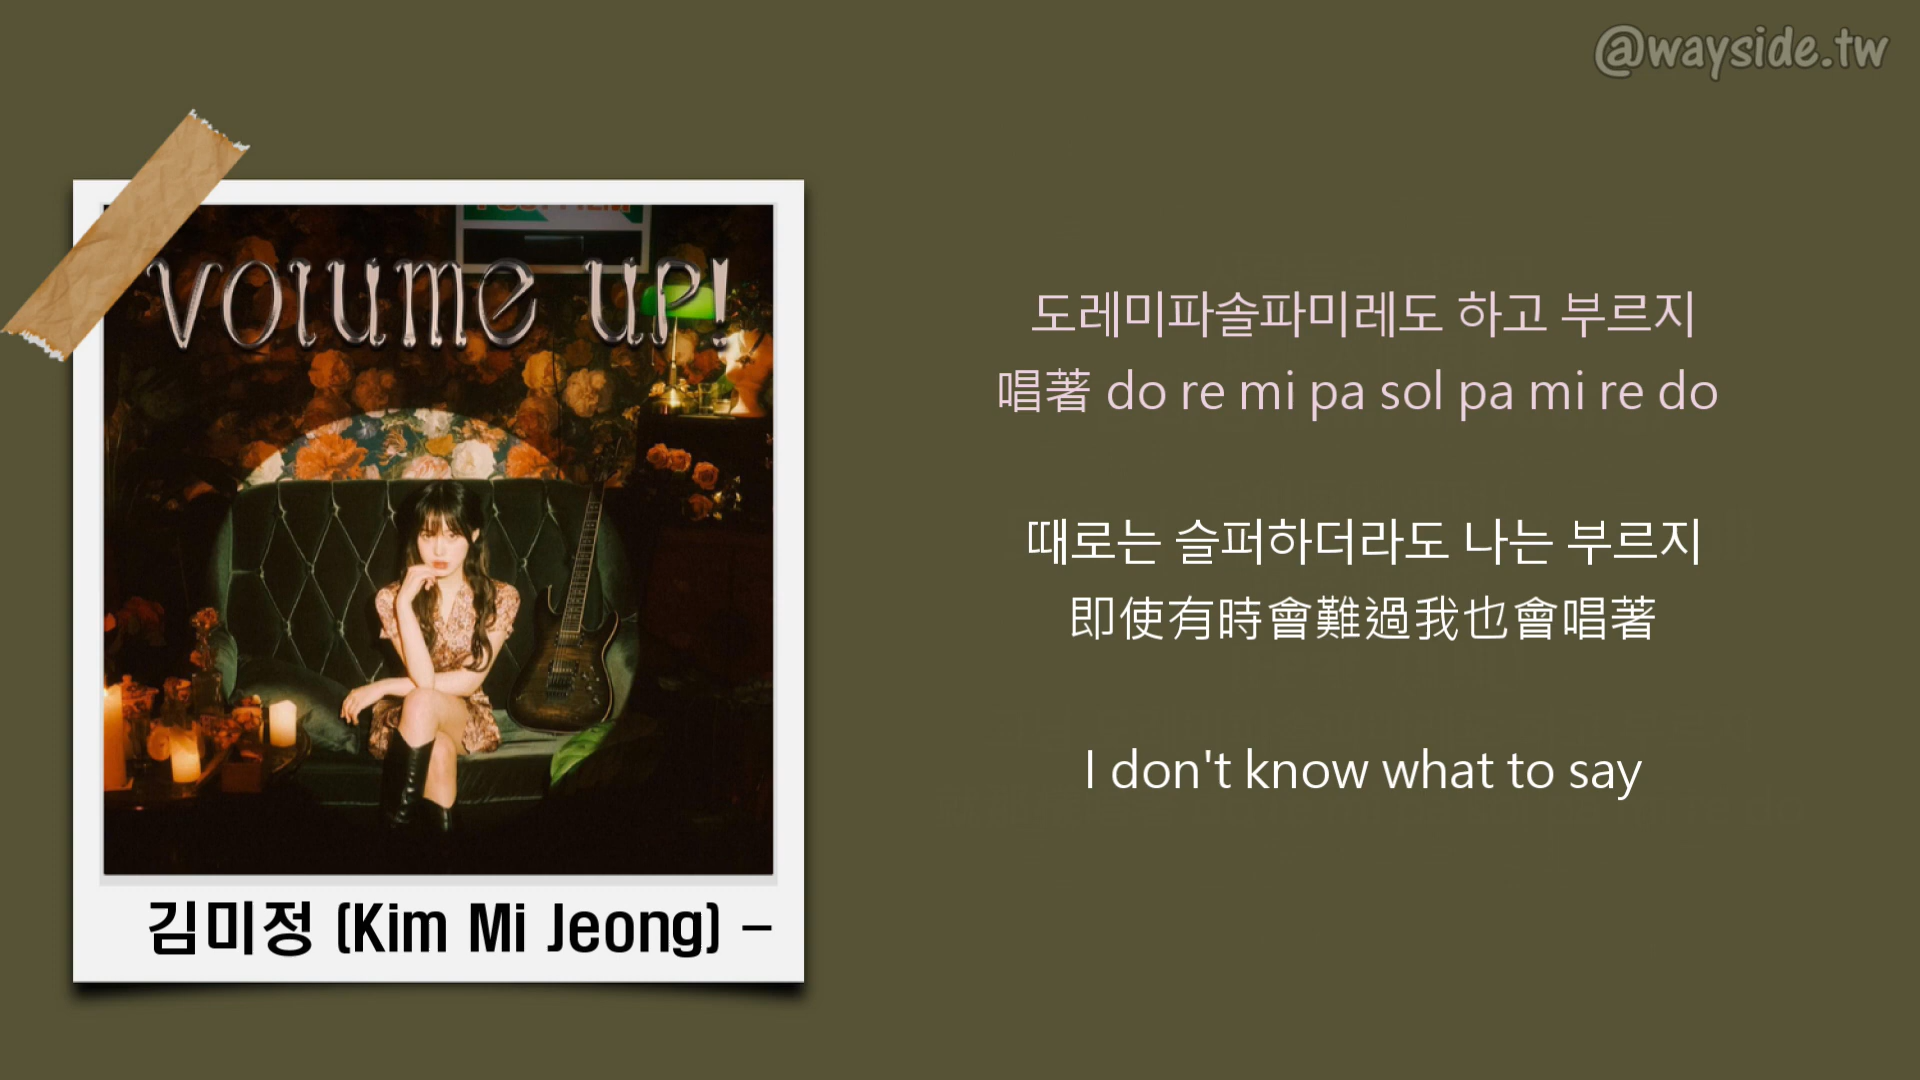 @wayside.tw
volume up!
도레미파솔파미레도 하고 부르지
唱著 do re mi pa sol pa mi re do
때로는 슬퍼하더라도 나는 부르지
即使有時會難過我也會唱著
I don't know what to say
김미정 (Kim Mi Jeong) -